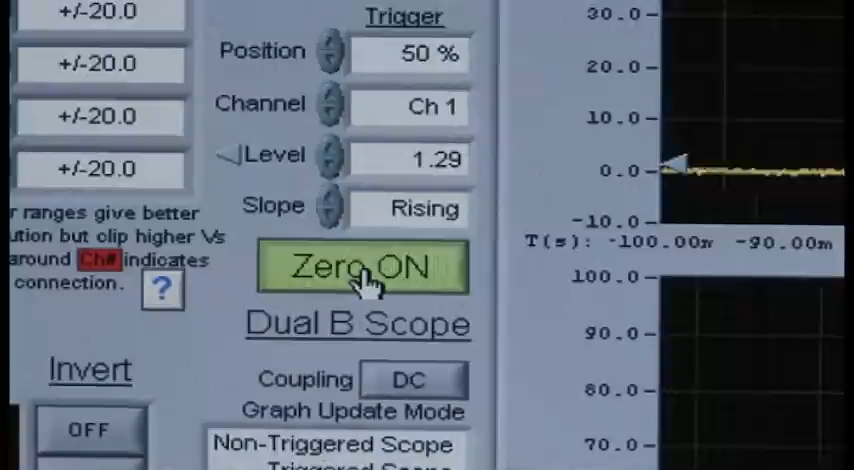 +/-20.0
+/-20.0
+/-20.0
+/-20.0
r ranges give better
ution but clip higher Vs
around Ch# indicates
connection. ?
Invert
OFF
Trigger
Position 50 %
Channel Ch 1
Level 1.29
Slope Rising
Zero ON
Dual B Scope
Coupling DC
Graph Update Mode
Non-Triggered Scope
Triggered Scope
30.0
20.0
10.0
0.0
-10.0
T(s): -100.00m -90.00m
100.0
90.0
80.0
70.0